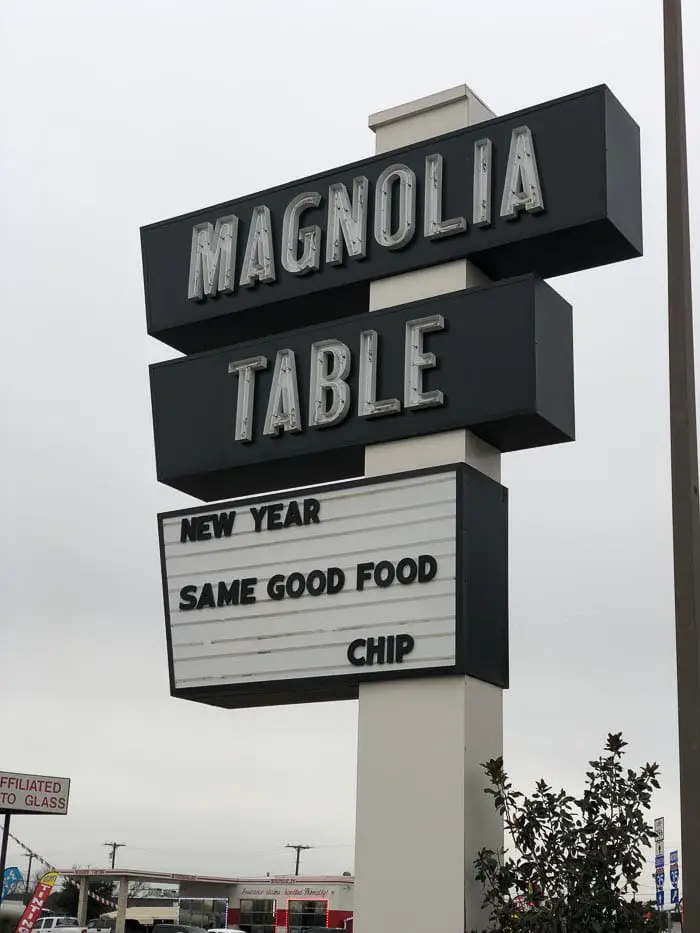 MAGNOLIA
TABLE
NEW YEAR
SAME GOOD FOOD
CHIP
FFILIATED
TO GLASS